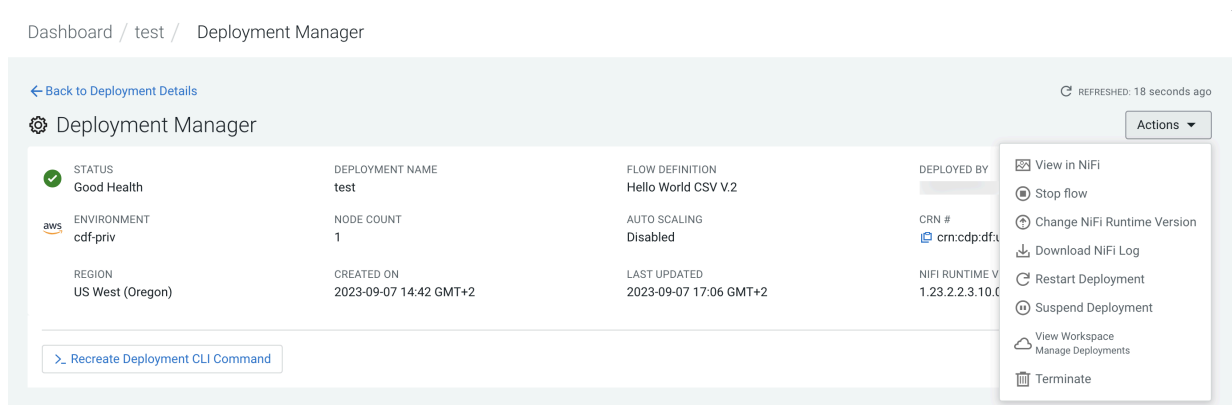 Dashboard / test / Deployment Manager
Back to Deployment Details
REFRESHED: 18 seconds ago
Deployment Manager
Actions
STATUS
Good Health
DEPLOYMENT NAME
test
FLOW DEFINITION
Hello World CSV V.2
DEPLOYED BY
aws
ENVIRONMENT
cdf-priv
NODE COUNT
1
AUTO SCALING
Disabled
CRN #
crn:cdp:df:
REGION
US West (Oregon)
CREATED ON
2023-09-07 14:42 GMT+2
LAST UPDATED
2023-09-07 17:06 GMT+2
NIFI RUNTIME V
1.23.2.2.3.10.0
>_ Recreate Deployment CLI Command
View in NiFi
Stop flow
Change NiFi Runtime Version
Download NiFi Log
Restart Deployment
Suspend Deployment
View Workspace
Manage Deployments
Terminate